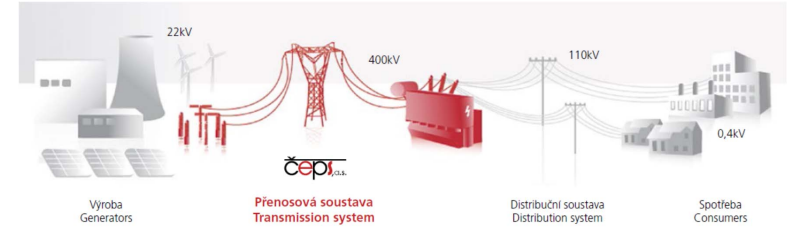 22kV
400kV
110kV
0,4kV
čeps,a.s.
Výroba
Generators
Přenosová soustava
Transmission system
Distribuční soustava
Distribution system
Spotřeba
Consumers